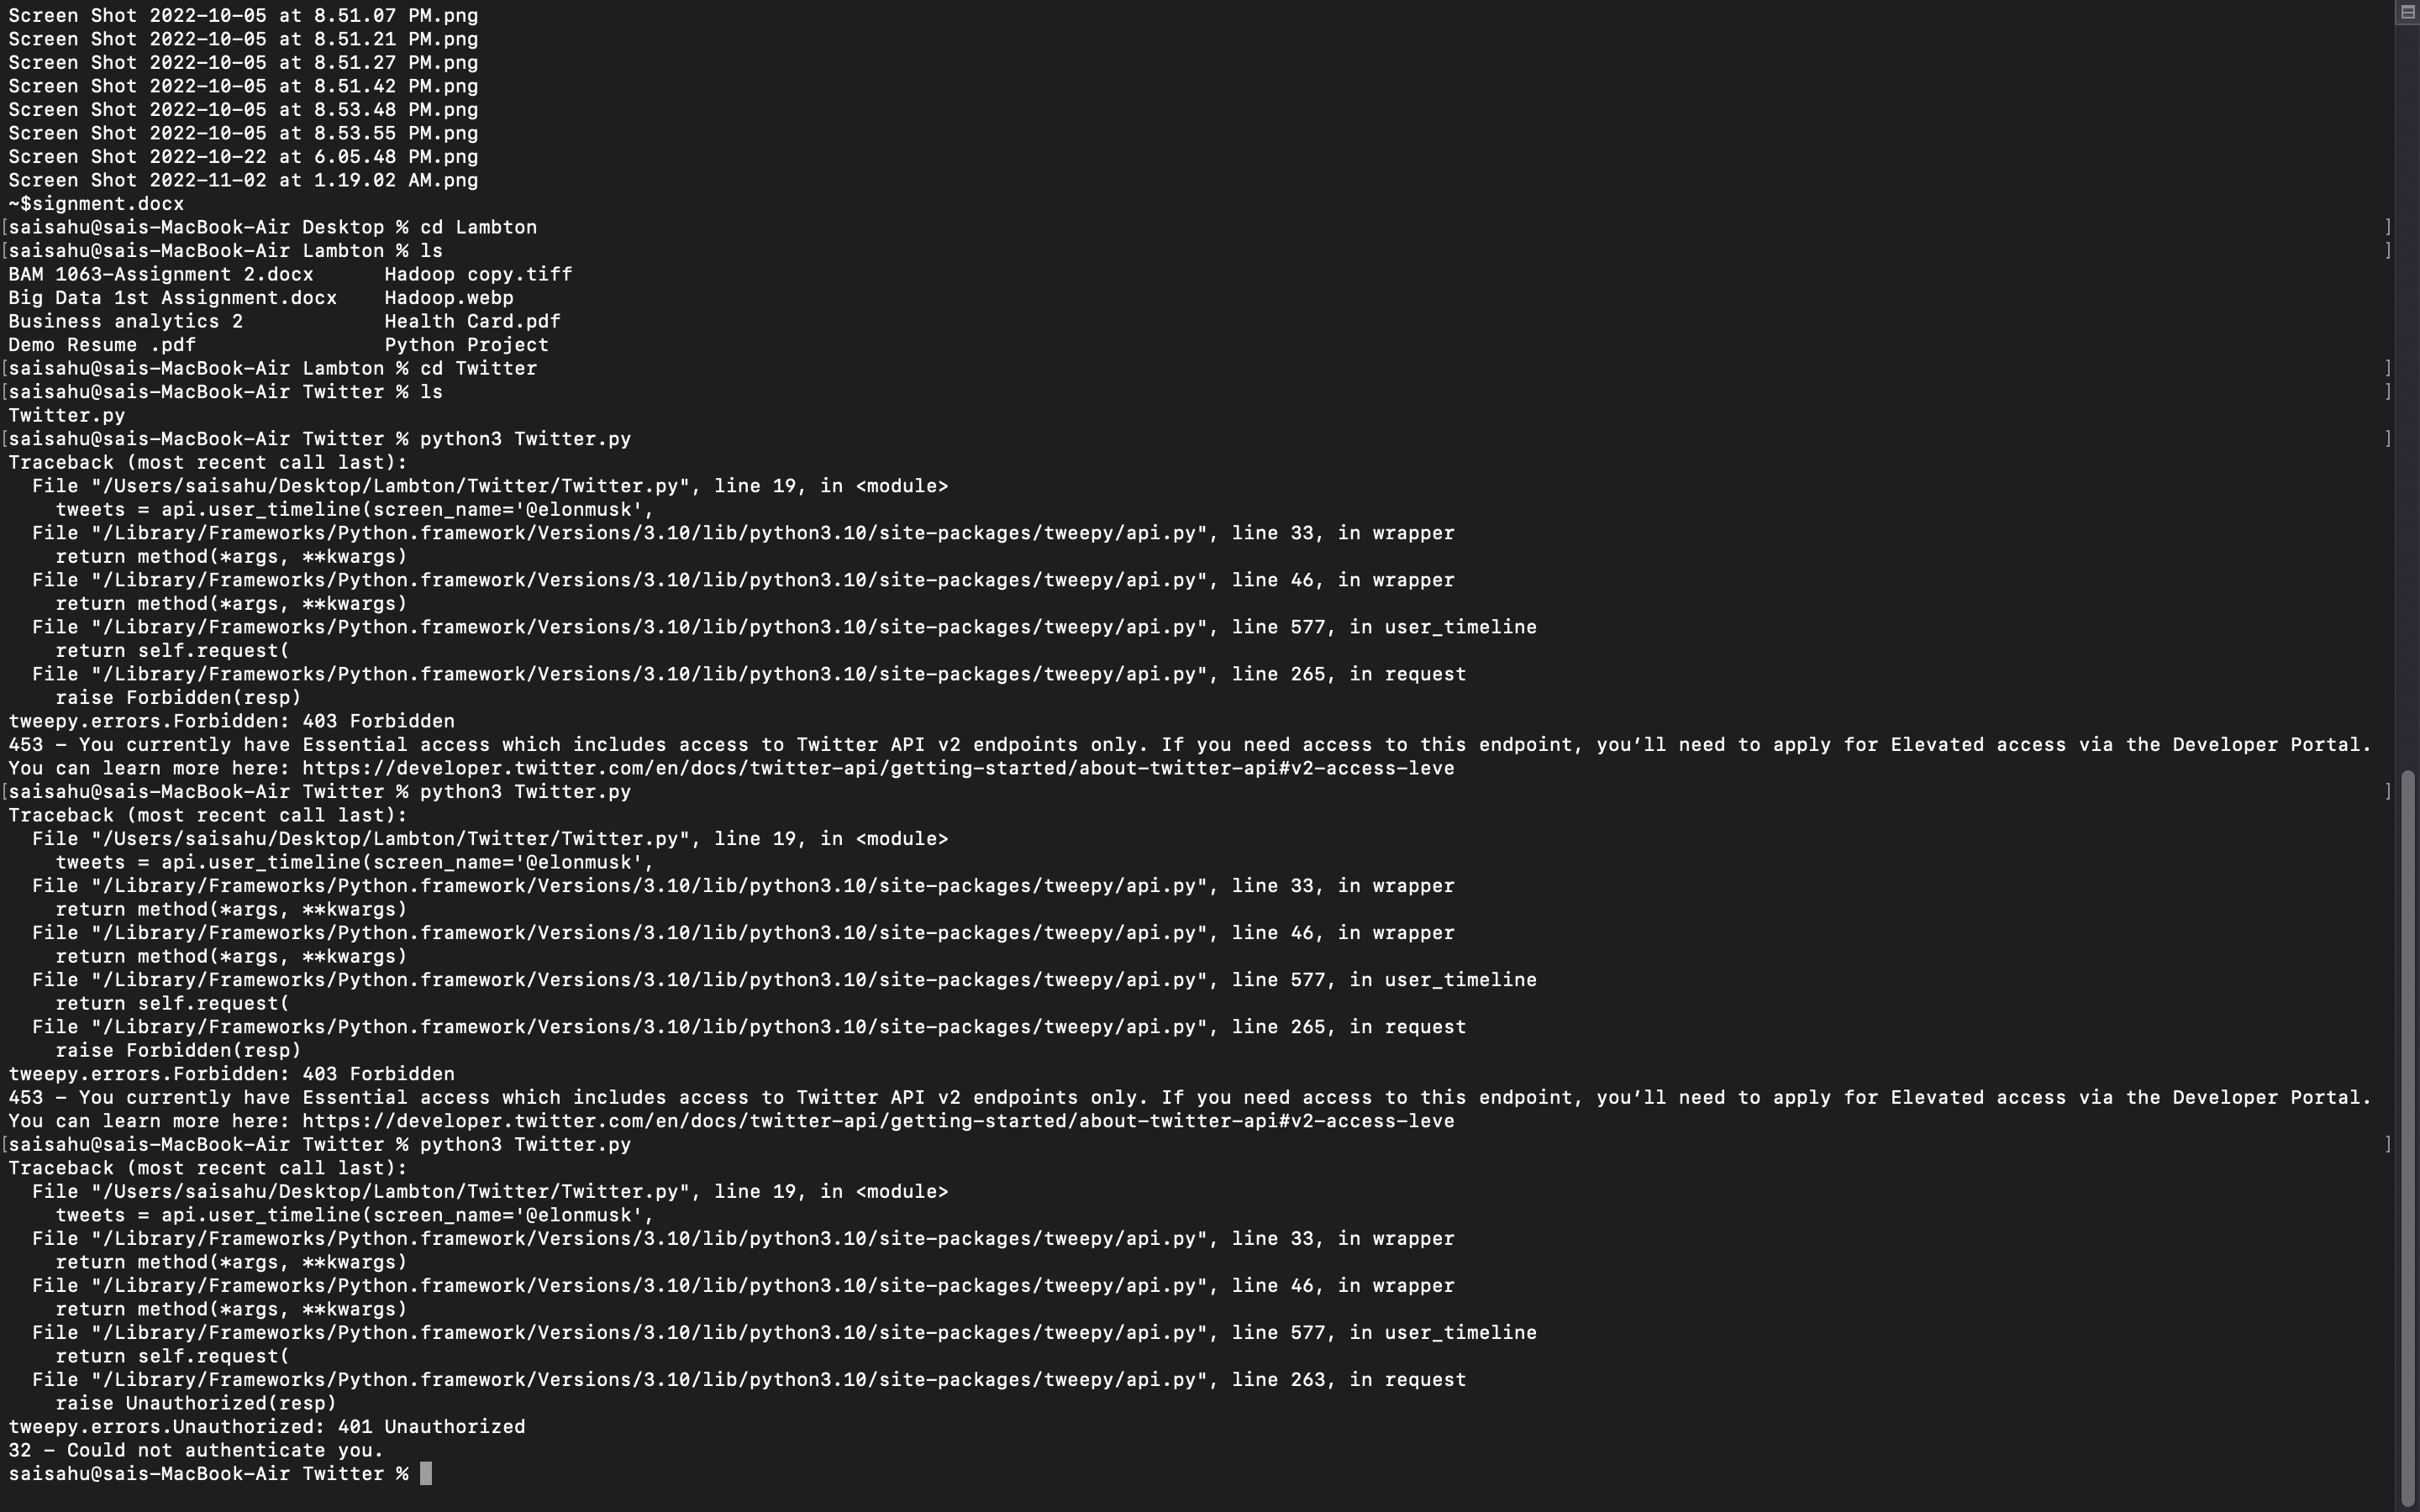 Screen Shot 2022-10-05 at 8.51.07 PM.png
Screen Shot 2022-10-05 at 8.51.21 PM.png
Screen Shot 2022-10-05 at 8.51.27 PM.png
Screen Shot 2022-10-05 at 8.51.42 PM.png
Screen Shot 2022-10-05 at 8.53.48 PM.png
Screen Shot 2022-10-05 at 8.53.55 PM.png
Screen Shot 2022-10-22 at 6.05.48 PM.png
Screen Shot 2022-11-02 at 1.19.02 AM.png
~$signment.docx
[saisahu@sais-MacBook-Air Desktop % cd Lambton ]
[saisahu@sais-MacBook-Air Lambton % ls ]
BAM 1063-Assignment 2.docx      Hadoop copy.tiff
Big Data 1st Assignment.docx    Hadoop.webp
Business analytics 2            Health Card.pdf
Demo Resume .pdf                Python Project
[saisahu@sais-MacBook-Air Lambton % cd Twitter ]
[saisahu@sais-MacBook-Air Twitter % ls ]
Twitter.py
[saisahu@sais-MacBook-Air Twitter % python3 Twitter.py ]
Traceback (most recent call last):
  File "/Users/saisahu/Desktop/Lambton/Twitter/Twitter.py", line 19, in <module>
    tweets = api.user_timeline(screen_name='@elonmusk',
  File "/Library/Frameworks/Python.framework/Versions/3.10/lib/python3.10/site-packages/tweepy/api.py", line 33, in wrapper
    return method(*args, **kwargs)
  File "/Library/Frameworks/Python.framework/Versions/3.10/lib/python3.10/site-packages/tweepy/api.py", line 46, in wrapper
    return method(*args, **kwargs)
  File "/Library/Frameworks/Python.framework/Versions/3.10/lib/python3.10/site-packages/tweepy/api.py", line 577, in user_timeline
    return self.request(
  File "/Library/Frameworks/Python.framework/Versions/3.10/lib/python3.10/site-packages/tweepy/api.py", line 265, in request
    raise Forbidden(resp)
tweepy.errors.Forbidden: 403 Forbidden
453 - You currently have Essential access which includes access to Twitter API v2 endpoints only. If you need access to this endpoint, you’ll need to apply for Elevated access via the Developer Portal.
You can learn more here: https://developer.twitter.com/en/docs/twitter-api/getting-started/about-twitter-api#v2-access-leve
[saisahu@sais-MacBook-Air Twitter % python3 Twitter.py ]
Traceback (most recent call last):
  File "/Users/saisahu/Desktop/Lambton/Twitter/Twitter.py", line 19, in <module>
    tweets = api.user_timeline(screen_name='@elonmusk',
  File "/Library/Frameworks/Python.framework/Versions/3.10/lib/python3.10/site-packages/tweepy/api.py", line 33, in wrapper
    return method(*args, **kwargs)
  File "/Library/Frameworks/Python.framework/Versions/3.10/lib/python3.10/site-packages/tweepy/api.py", line 46, in wrapper
    return method(*args, **kwargs)
  File "/Library/Frameworks/Python.framework/Versions/3.10/lib/python3.10/site-packages/tweepy/api.py", line 577, in user_timeline
    return self.request(
  File "/Library/Frameworks/Python.framework/Versions/3.10/lib/python3.10/site-packages/tweepy/api.py", line 265, in request
    raise Forbidden(resp)
tweepy.errors.Forbidden: 403 Forbidden
453 - You currently have Essential access which includes access to Twitter API v2 endpoints only. If you need access to this endpoint, you’ll need to apply for Elevated access via the Developer Portal.
You can learn more here: https://developer.twitter.com/en/docs/twitter-api/getting-started/about-twitter-api#v2-access-leve
[saisahu@sais-MacBook-Air Twitter % python3 Twitter.py ]
Traceback (most recent call last):
  File "/Users/saisahu/Desktop/Lambton/Twitter/Twitter.py", line 19, in <module>
    tweets = api.user_timeline(screen_name='@elonmusk',
  File "/Library/Frameworks/Python.framework/Versions/3.10/lib/python3.10/site-packages/tweepy/api.py", line 33, in wrapper
    return method(*args, **kwargs)
  File "/Library/Frameworks/Python.framework/Versions/3.10/lib/python3.10/site-packages/tweepy/api.py", line 46, in wrapper
    return method(*args, **kwargs)
  File "/Library/Frameworks/Python.framework/Versions/3.10/lib/python3.10/site-packages/tweepy/api.py", line 577, in user_timeline
    return self.request(
  File "/Library/Frameworks/Python.framework/Versions/3.10/lib/python3.10/site-packages/tweepy/api.py", line 263, in request
    raise Unauthorized(resp)
tweepy.errors.Unauthorized: 401 Unauthorized
32 - Could not authenticate you.
saisahu@sais-MacBook-Air Twitter %